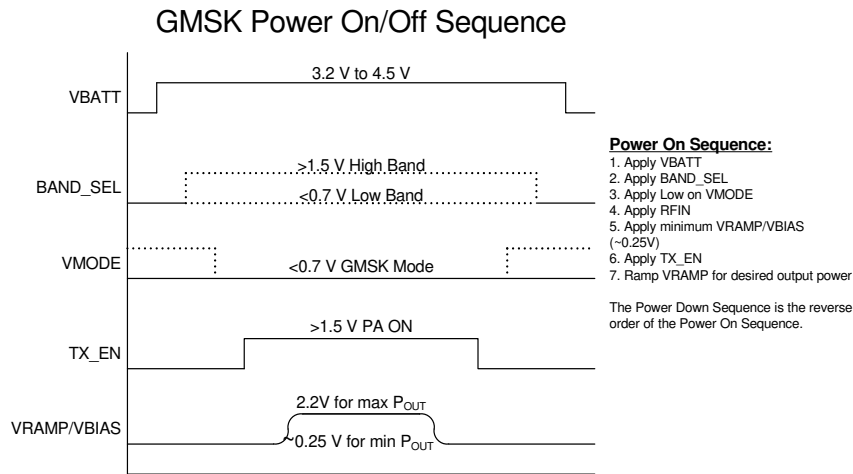 GMSK Power On/Off Sequence
VBATT
3.2 V to 4.5 V
BAND_SEL
>1.5 V High Band
<0.7 V Low Band
VMODE
<0.7 V GMSK Mode
TX_EN
>1.5 V PA ON
VRAMP/VBIAS
2.2V for max POUT
~0.25 V for min POUT
Power On Sequence:
1. Apply VBATT
2. Apply BAND_SEL
3. Apply Low on VMODE
4. Apply RFIN
5. Apply minimum VRAMP/VBIAS
(~0.25V)
6. Apply TX_EN
7. Ramp VRAMP for desired output power
The Power Down Sequence is the reverse
order of the Power On Sequence.